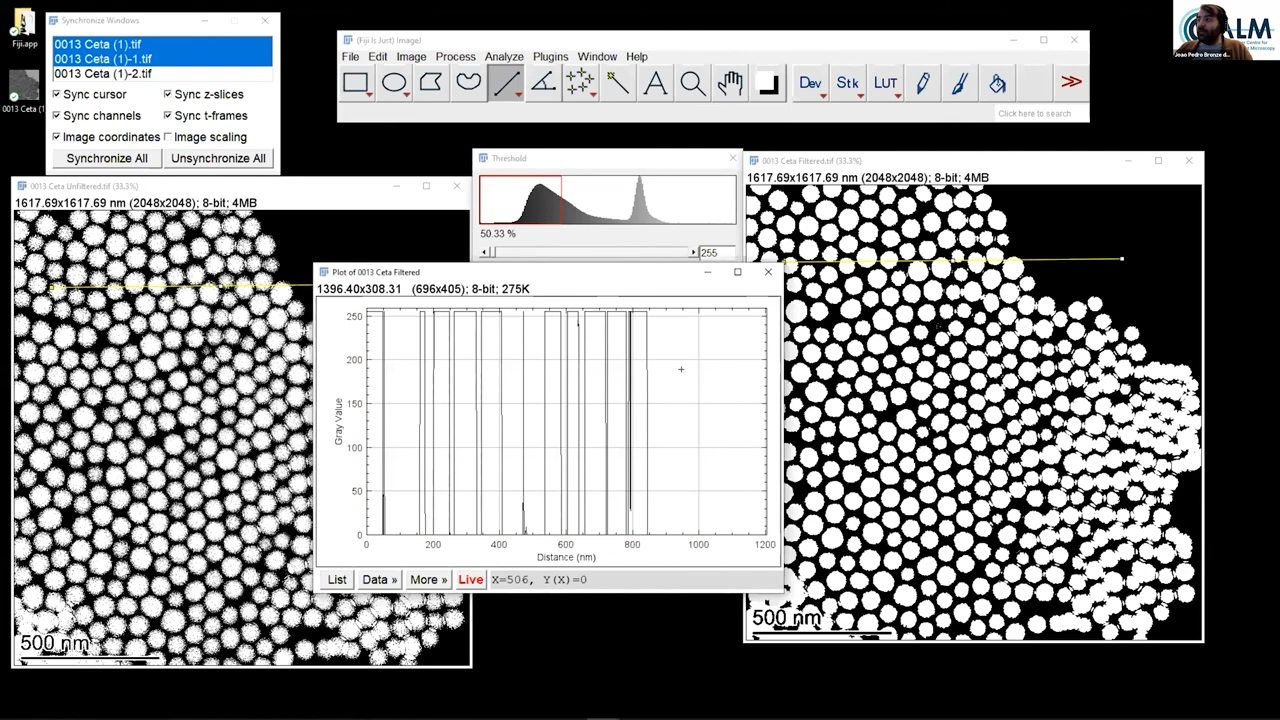 Synchronize Windows
0013 Ceta (1).tif
0013 Ceta (1)-1.tif
0013 Ceta (1)-2.tif
Sync cursor
Sync z-slices
Sync channels
Sync t-frames
Image coordinates
Image scaling
Synchronize All
Unsynchronize All
Fiji.app
0013 Ceta (1
(Fiji Is Just) ImageJ
File Edit Image Process Analyze Plugins Window Help
Dev Stk LUT
Click here to search
ALM
Joao Pedro Bronze d...
0013 Ceta Unfiltered.tif (33.3%)
1617.69x1617.69 nm (2048x2048); 8-bit; 4MB
500 nm
Threshold
50.33 %
255
0013 Ceta Filtered.tif (33.3%)
1617.69x1617.69 nm (2048x2048); 8-bit; 4MB
500 nm
Plot of 0013 Ceta Filtered
1396.40x308.31 (696x405); 8-bit; 275K
250
200
150
100
50
0
Gray Value
0 200 400 600 800 1000 1200
Distance (nm)
List Data » More » Live X=506, Y(X)=0